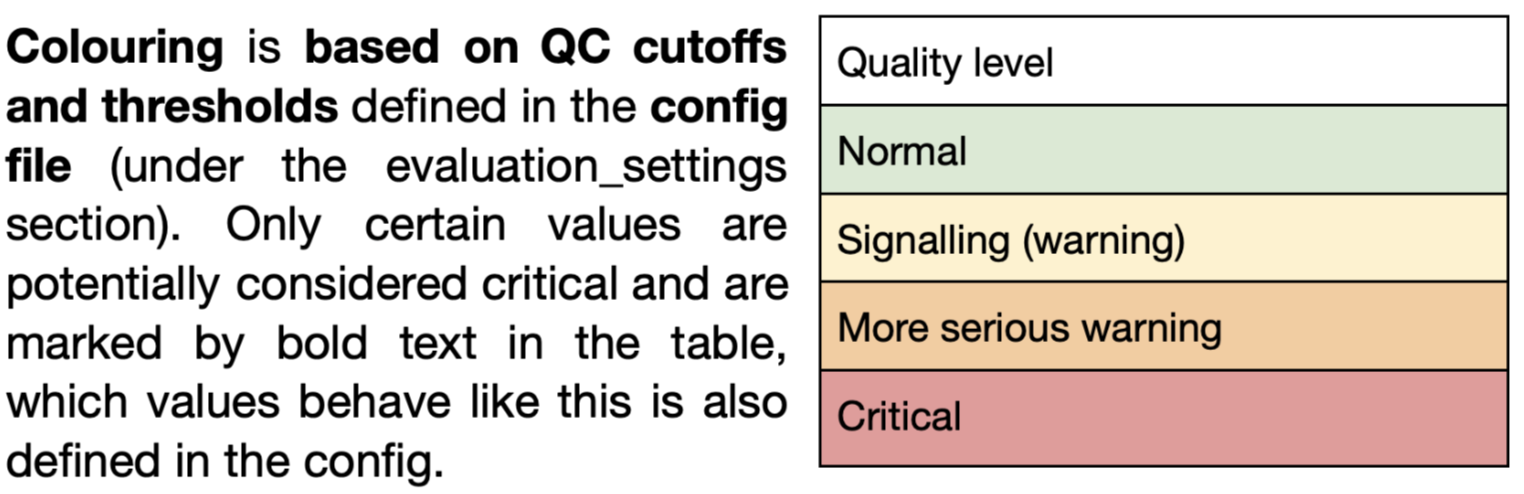 Colouring is based on QC cutoffs
and thresholds defined in the config
file (under the evaluation_settings
section). Only certain values are
potentially considered critical and are
marked by bold text in the table,
which values behave like this is also
defined in the config.
Quality level
Normal
Signalling (warning)
More serious warning
Critical